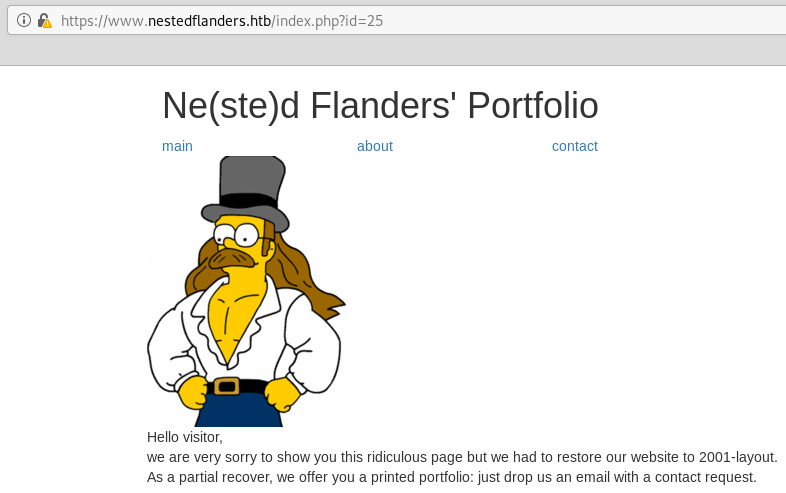 https://www.nestedflanders.htb/index.php?id=25
Ne(ste)d Flanders' Portfolio
main about contact
Hello visitor,
we are very sorry to show you this ridiculous page but we had to restore our website to 2001-layout.
As a partial recover, we offer you a printed portfolio: just drop us an email with a contact request.